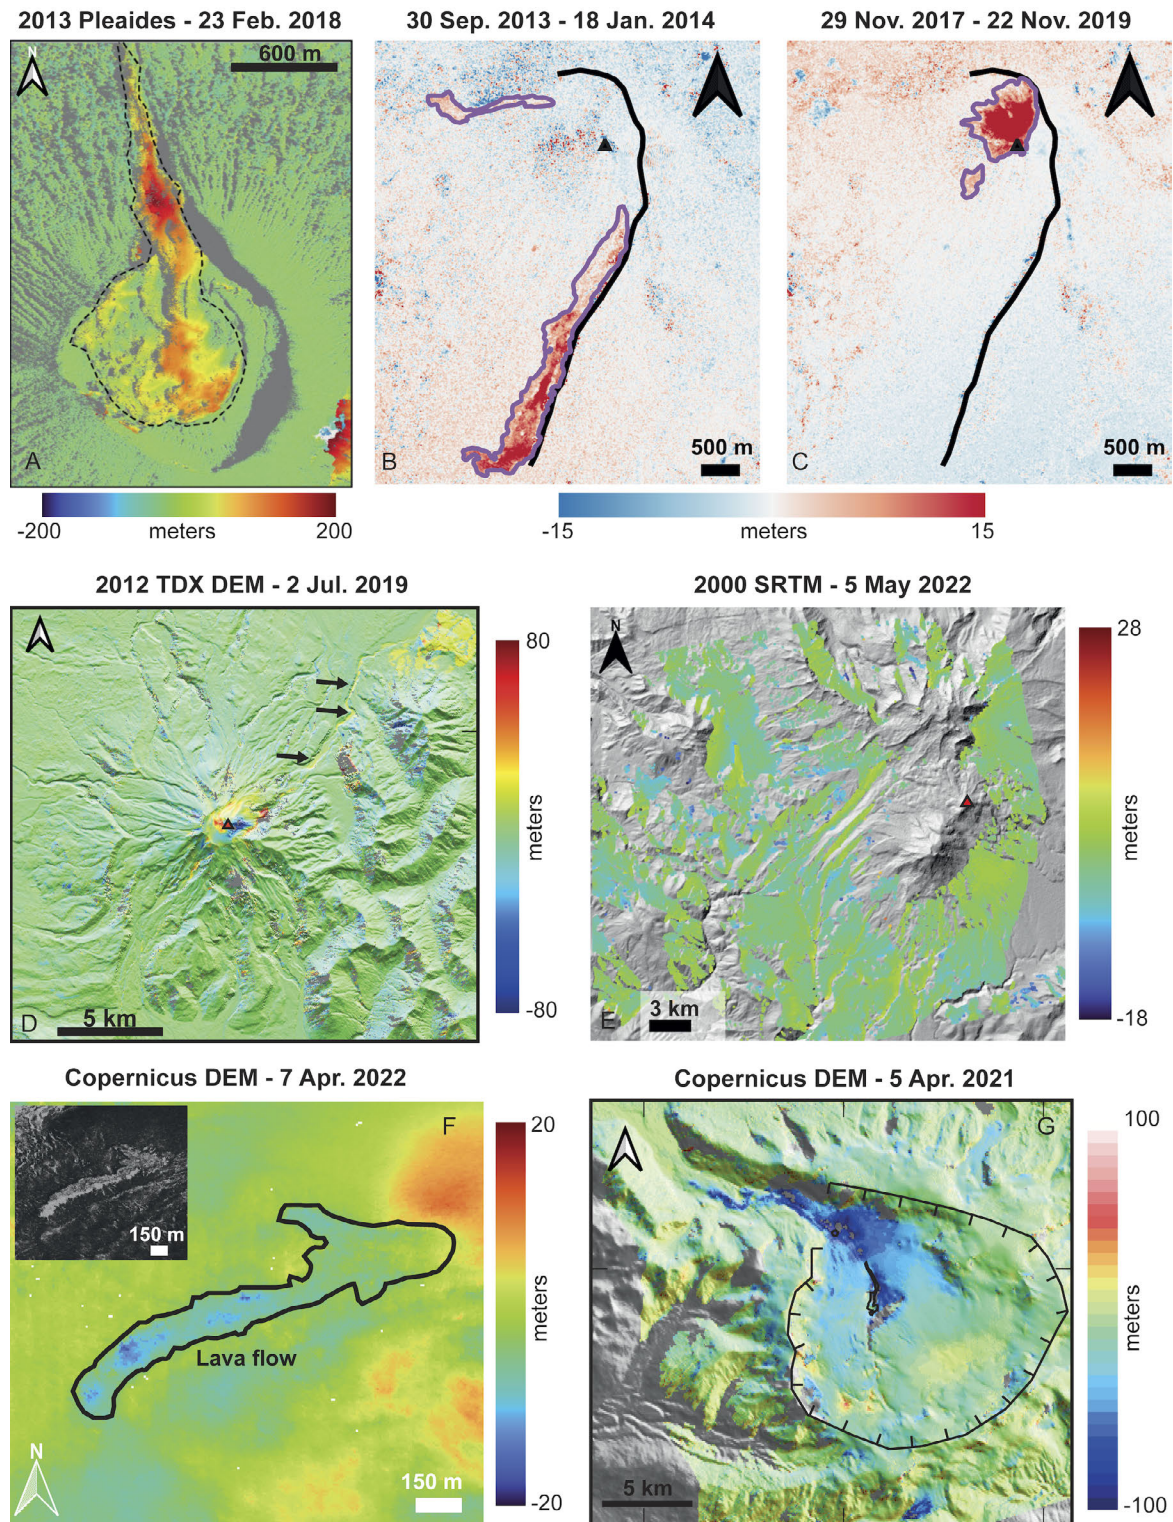 2013 Pleaides - 23 Feb. 2018
30 Sep. 2013 - 18 Jan. 2014
29 Nov. 2017 - 22 Nov. 2019
N
600 m
A
B
500 m
C
500 m
-200
meters
200
-15
meters
15
2012 TDX DEM - 2 Jul. 2019
2000 SRTM - 5 May 2022
80
meters
-80
D
5 km
N
28
meters
-18
E
3 km
Copernicus DEM - 7 Apr. 2022
Copernicus DEM - 5 Apr. 2021
150 m
F
Lava flow
N
150 m
20
meters
-20
G
5 km
100
meters
-100